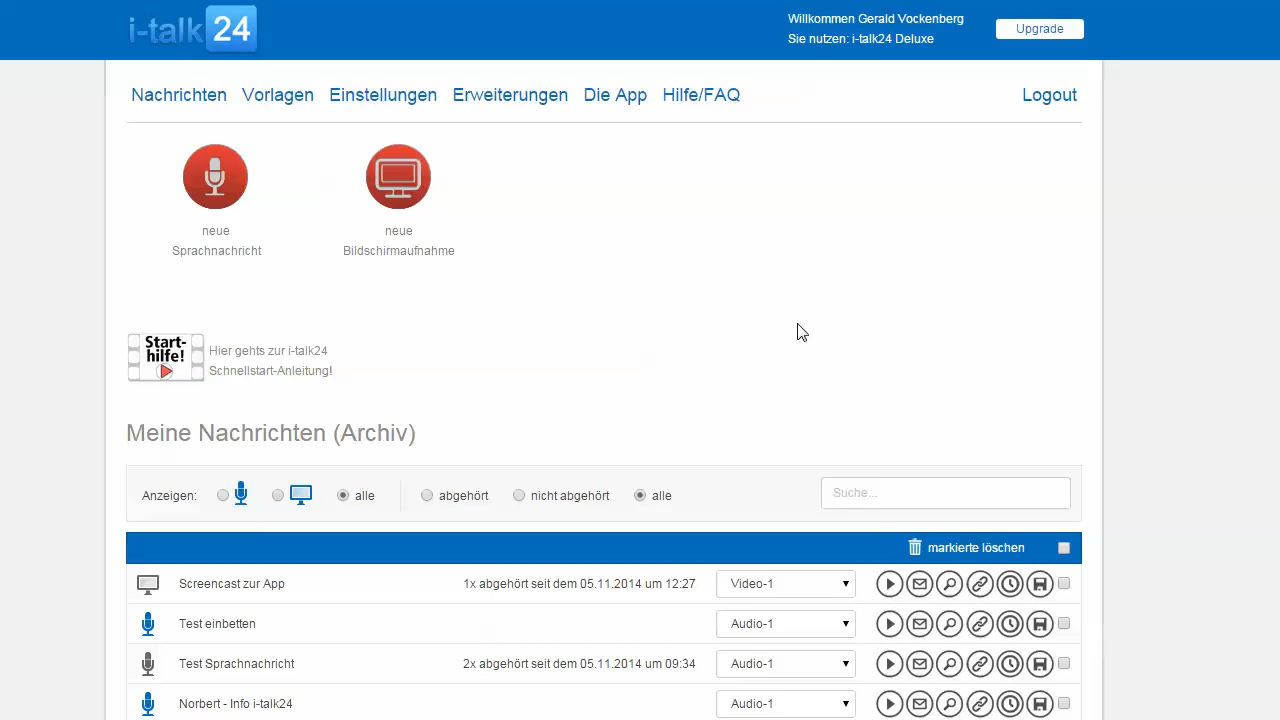 i-talk 24
Willkommen Gerald Vockenberg
Sie nutzen: i-talk24 Deluxe
Upgrade
Nachrichten Vorlagen Einstellungen Erweiterungen Die App Hilfe/FAQ Logout
neue
Sprachnachricht
neue
Bildschirmaufnahme
Start-
hilfe!
Hier gehts zur i-talk24
Schnellstart-Anleitung!
Meine Nachrichten (Archiv)
Anzeigen: alle abgehört nicht abgehört alle Suche...
markierte löschen
Screencast zur App 1x abgehört seit dem 05.11.2014 um 12:27 Video-1
Test einbetten Audio-1
Test Sprachnachricht 2x abgehört seit dem 05.11.2014 um 09:34 Audio-1
Norbert - Info i-talk24 Audio-1